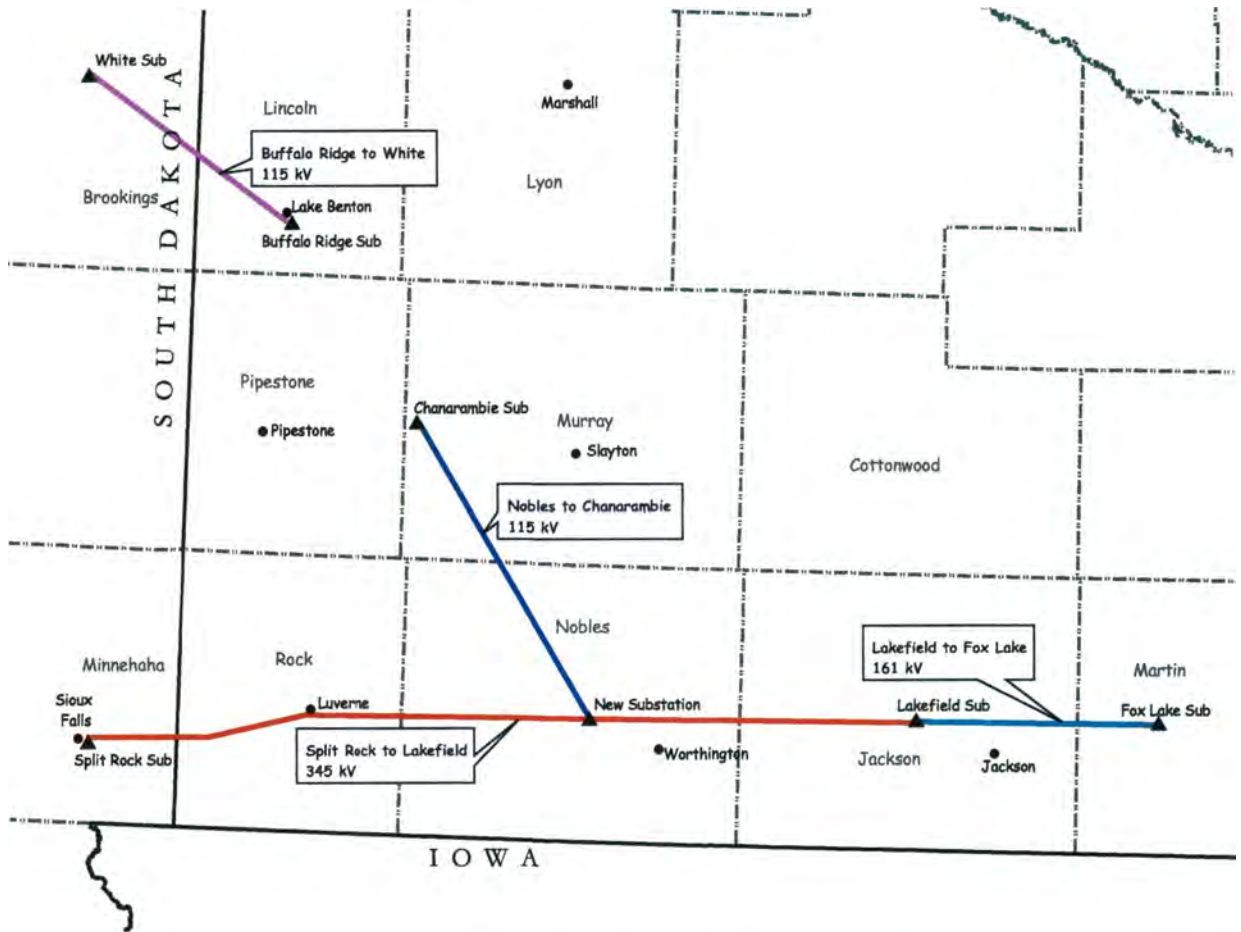 White Sub
SOUTH DAKOTA
Lincoln
Marshall
Buffalo Ridge to White
115 kV
Lyon
Brookings
Lake Benton
Buffalo Ridge Sub
Pipestone
Chanarambie Sub
Murray
Pipestone
Slayton
Cottonwood
Nobles to Chanarambie
115 kV
Nobles
Minnehaha
Rock
Lakefield to Fox Lake
161 kV
Martin
Sioux
Falls
Luverne
New Substation
Lakefield Sub
Fox Lake Sub
Split Rock Sub
Split Rock to Lakefield
345 kV
Worthington
Jackson
Jackson
IOWA